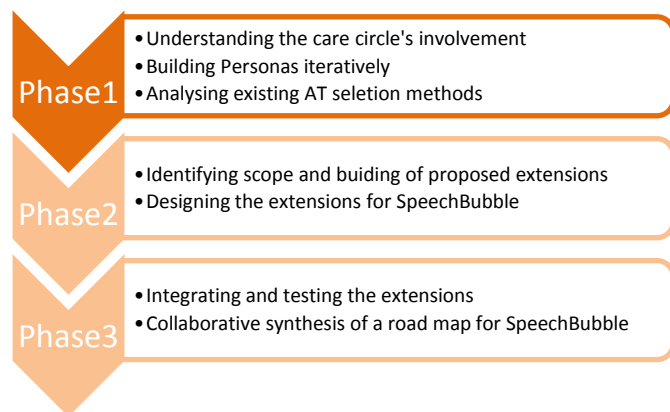 Phase1
•Understanding the care circle's involvement
•Building Personas iteratively
•Analysing existing AT seletion methods
Phase2
•Identifying scope and buiding of proposed extensions
•Designing the extensions for SpeechBubble
Phase3
•Integrating and testing the extensions
•Collaborative synthesis of a road map for SpeechBubble